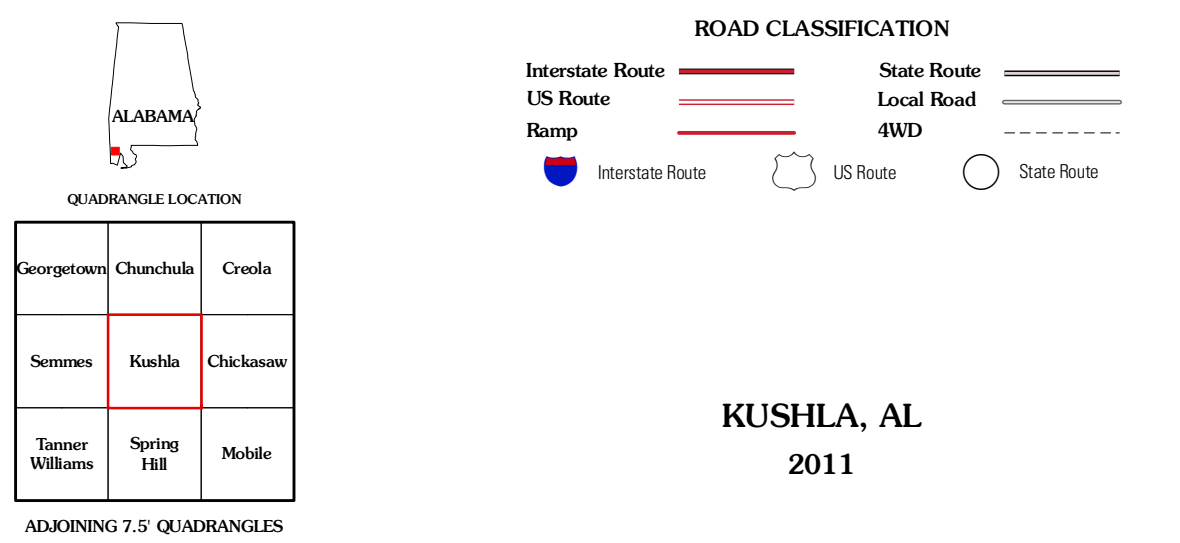 ALABAMA
QUADRANGLE LOCATION
Georgetown Chunchula Creola
Semmes Kushla Chickasaw
Tanner
Williams
Spring
Hill
Mobile
ADJOINING 7.5' QUADRANGLES
ROAD CLASSIFICATION
Interstate Route State Route
US Route Local Road
Ramp 4WD
Interstate Route US Route State Route
KUSHLA, AL
2011